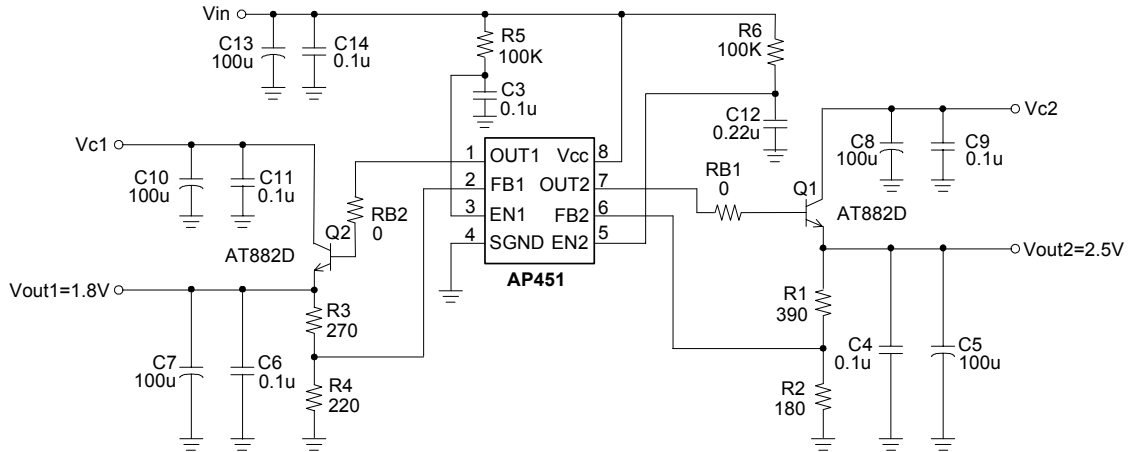 Vin
C13
100u
C14
0.1u
R5
100K
C3
0.1u
R6
100K
C12
0.22u
Vc2
C8
100u
C9
0.1u
Vc1
C10
100u
C11
0.1u
1 OUT1 Vcc 8
2 FB1 OUT2 7
3 EN1 FB2 6
4 SGND EN2 5
AP451
RB2
0
Q2
AT882D
RB1
0
Q1
AT882D
Vout1=1.8V
Vout2=2.5V
R3
270
R4
220
C7
100u
C6
0.1u
R1
390
R2
180
C4
0.1u
C5
100u